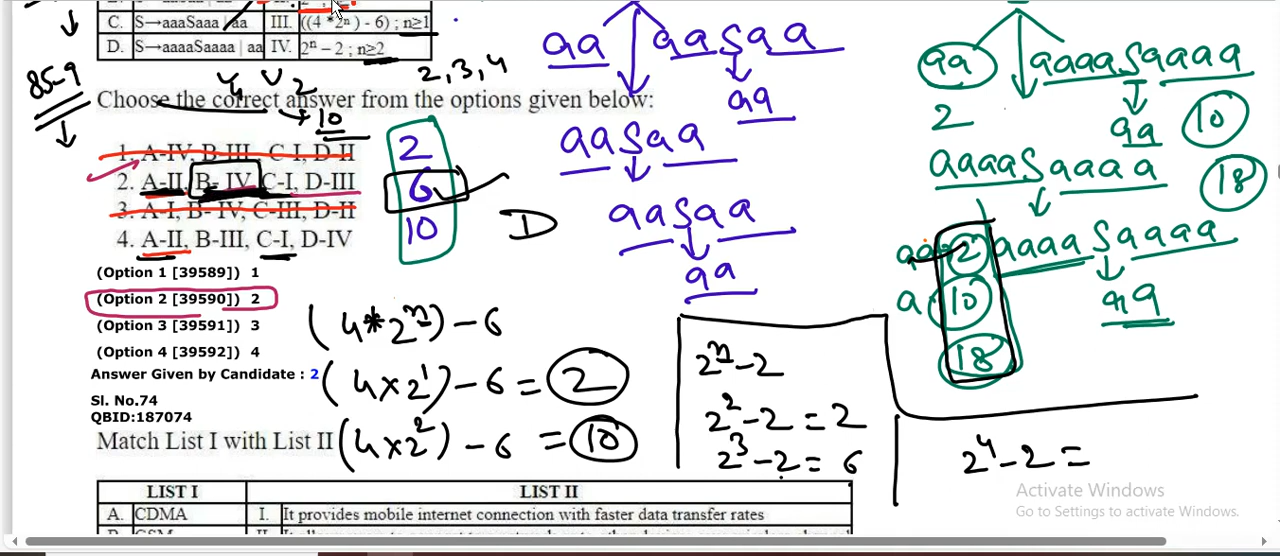 C. S→aaaSaaa | aa III. ((4 *2ⁿ ) - 6) ; n≥1
D. S→aaaaSaaaa | aa IV. 2ⁿ – 2 ; n≥2
85-9
4 2
2, 3, 4
Choose the correct answer from the options given below:
10
1. A-IV, B-III, C-I, D-II
2. A-II, B- IV, C-I, D-III
3. A-I, B- IV, C-III, D-II
4. A-II, B-III, C-I, D-IV
(Option 1 [39589]) 1
(Option 2 [39590]) 2
(Option 3 [39591]) 3
(Option 4 [39592]) 4
Answer Given by Candidate : 2
Sl. No.74
QBID:187074
Match List I with List II
LIST I LIST II
A. CDMA I. It provides mobile internet connection with faster data transfer rates
2
6
10
D
aa aaSaa
aa
aaSaa
aaSaa
aa
aa aaaaSaaaa
2 aa 10
aaaaSaaaa 18
aaaaSaaaa
aa
2
10
18
(4*2ⁿ) - 6
(4×2¹) - 6 = 2
(4×2²) - 6 = 10
2ⁿ-2
2²-2 = 2
2³-2 = 6
2⁴-2 =
Activate Windows
Go to Settings to activate Windows.